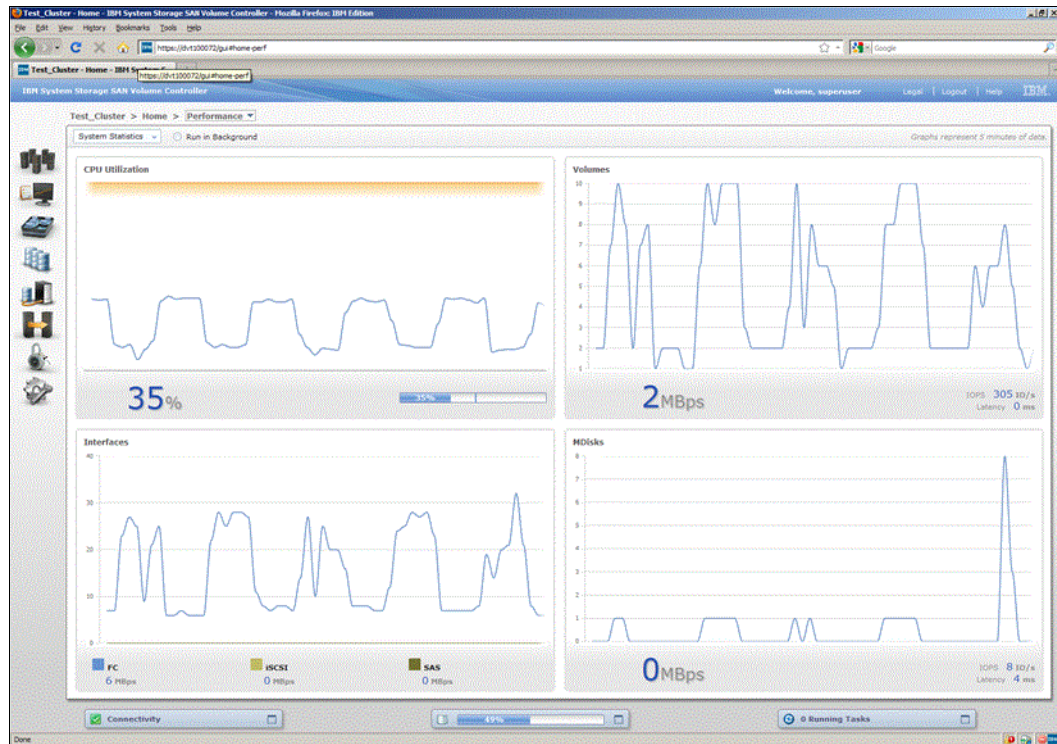 Test_Cluster - Home - IBM System Storage SAN Volume Controller - Mozilla Firefox: IBM Edition
File Edit View History Bookmarks Tools Help
https://dvt100072/gui#home-perf
Google
Test_Cluster - Home - IBM System S
https://dvt100072/gui#home-perf
IBM System Storage SAN Volume Controller Welcome, superuser Legal | Logout | Help IBM.
Test_Cluster > Home > Performance
System Statistics Run in Background Graphs represent 5 minutes of data.
CPU Utilization
35%
35%
Volumes
10
9
8
7
6
5
4
3
2
1
2MBps
IOPS 305 IO/s
Latency 0 ms
Interfaces
40
30
20
10
0
FC
6 MBps
iSCSI
0 MBps
SAS
0 MBps
MDisks
8
7
6
5
4
3
2
1
0
0MBps
IOPS 8 IO/s
Latency 4 ms
Connectivity 49% 0 Running Tasks
Done